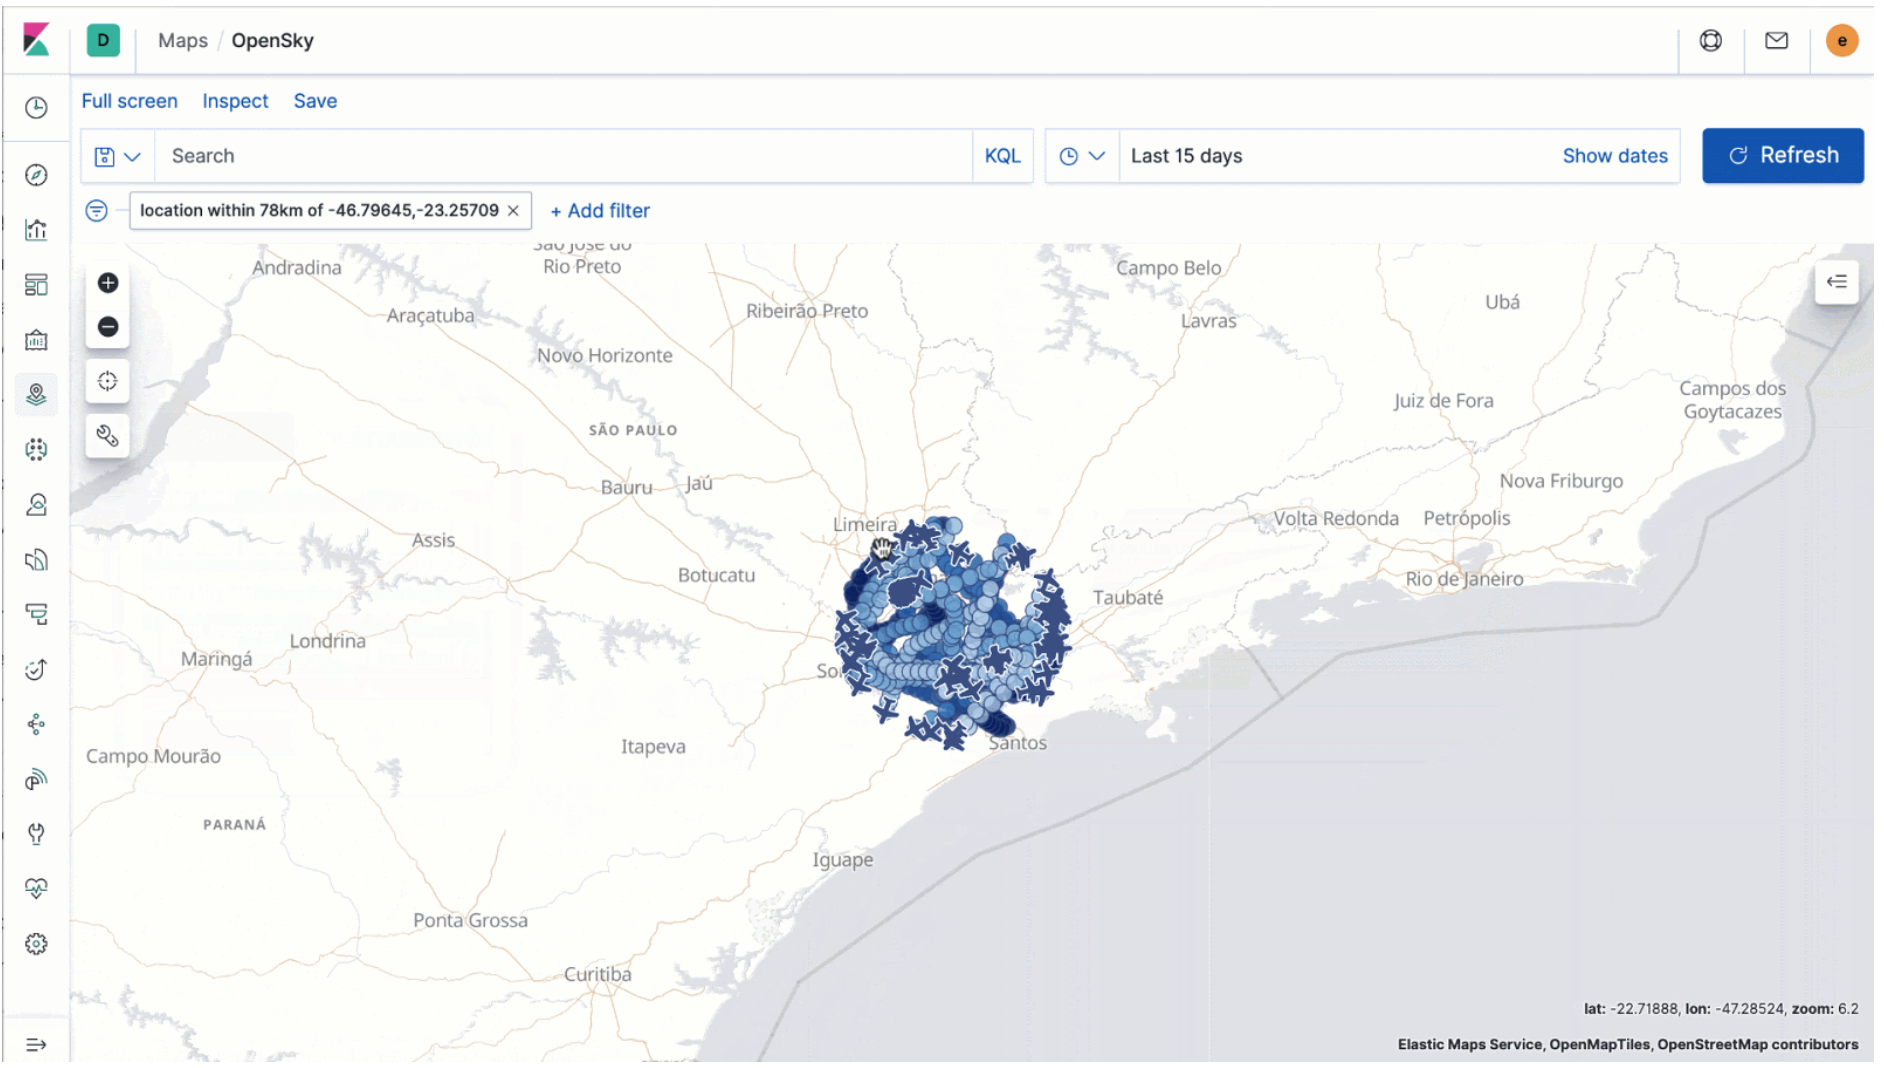 D Maps / OpenSky e
Full screen Inspect Save
Search KQL Last 15 days Show dates Refresh
location within 78km of -46.79645,-23.25709 × + Add filter
São José do
Rio Preto
Andradina
Campo Belo
Araçatuba
Ribeirão Preto
Lavras
Ubá
Novo Horizonte
Juiz de Fora
Campos dos
Goytacazes
SÃO PAULO
Bauru
Jaú
Nova Friburgo
Limeira
Volta Redonda
Petrópolis
Assis
Botucatu
Taubaté
Rio de Janeiro
Londrina
Maringá
Campo Mourão
Itapeva
Santos
PARANÁ
Iguape
Ponta Grossa
Curitiba
lat: -22.71888, lon: -47.28524, zoom: 6.2
Elastic Maps Service, OpenMapTiles, OpenStreetMap contributors